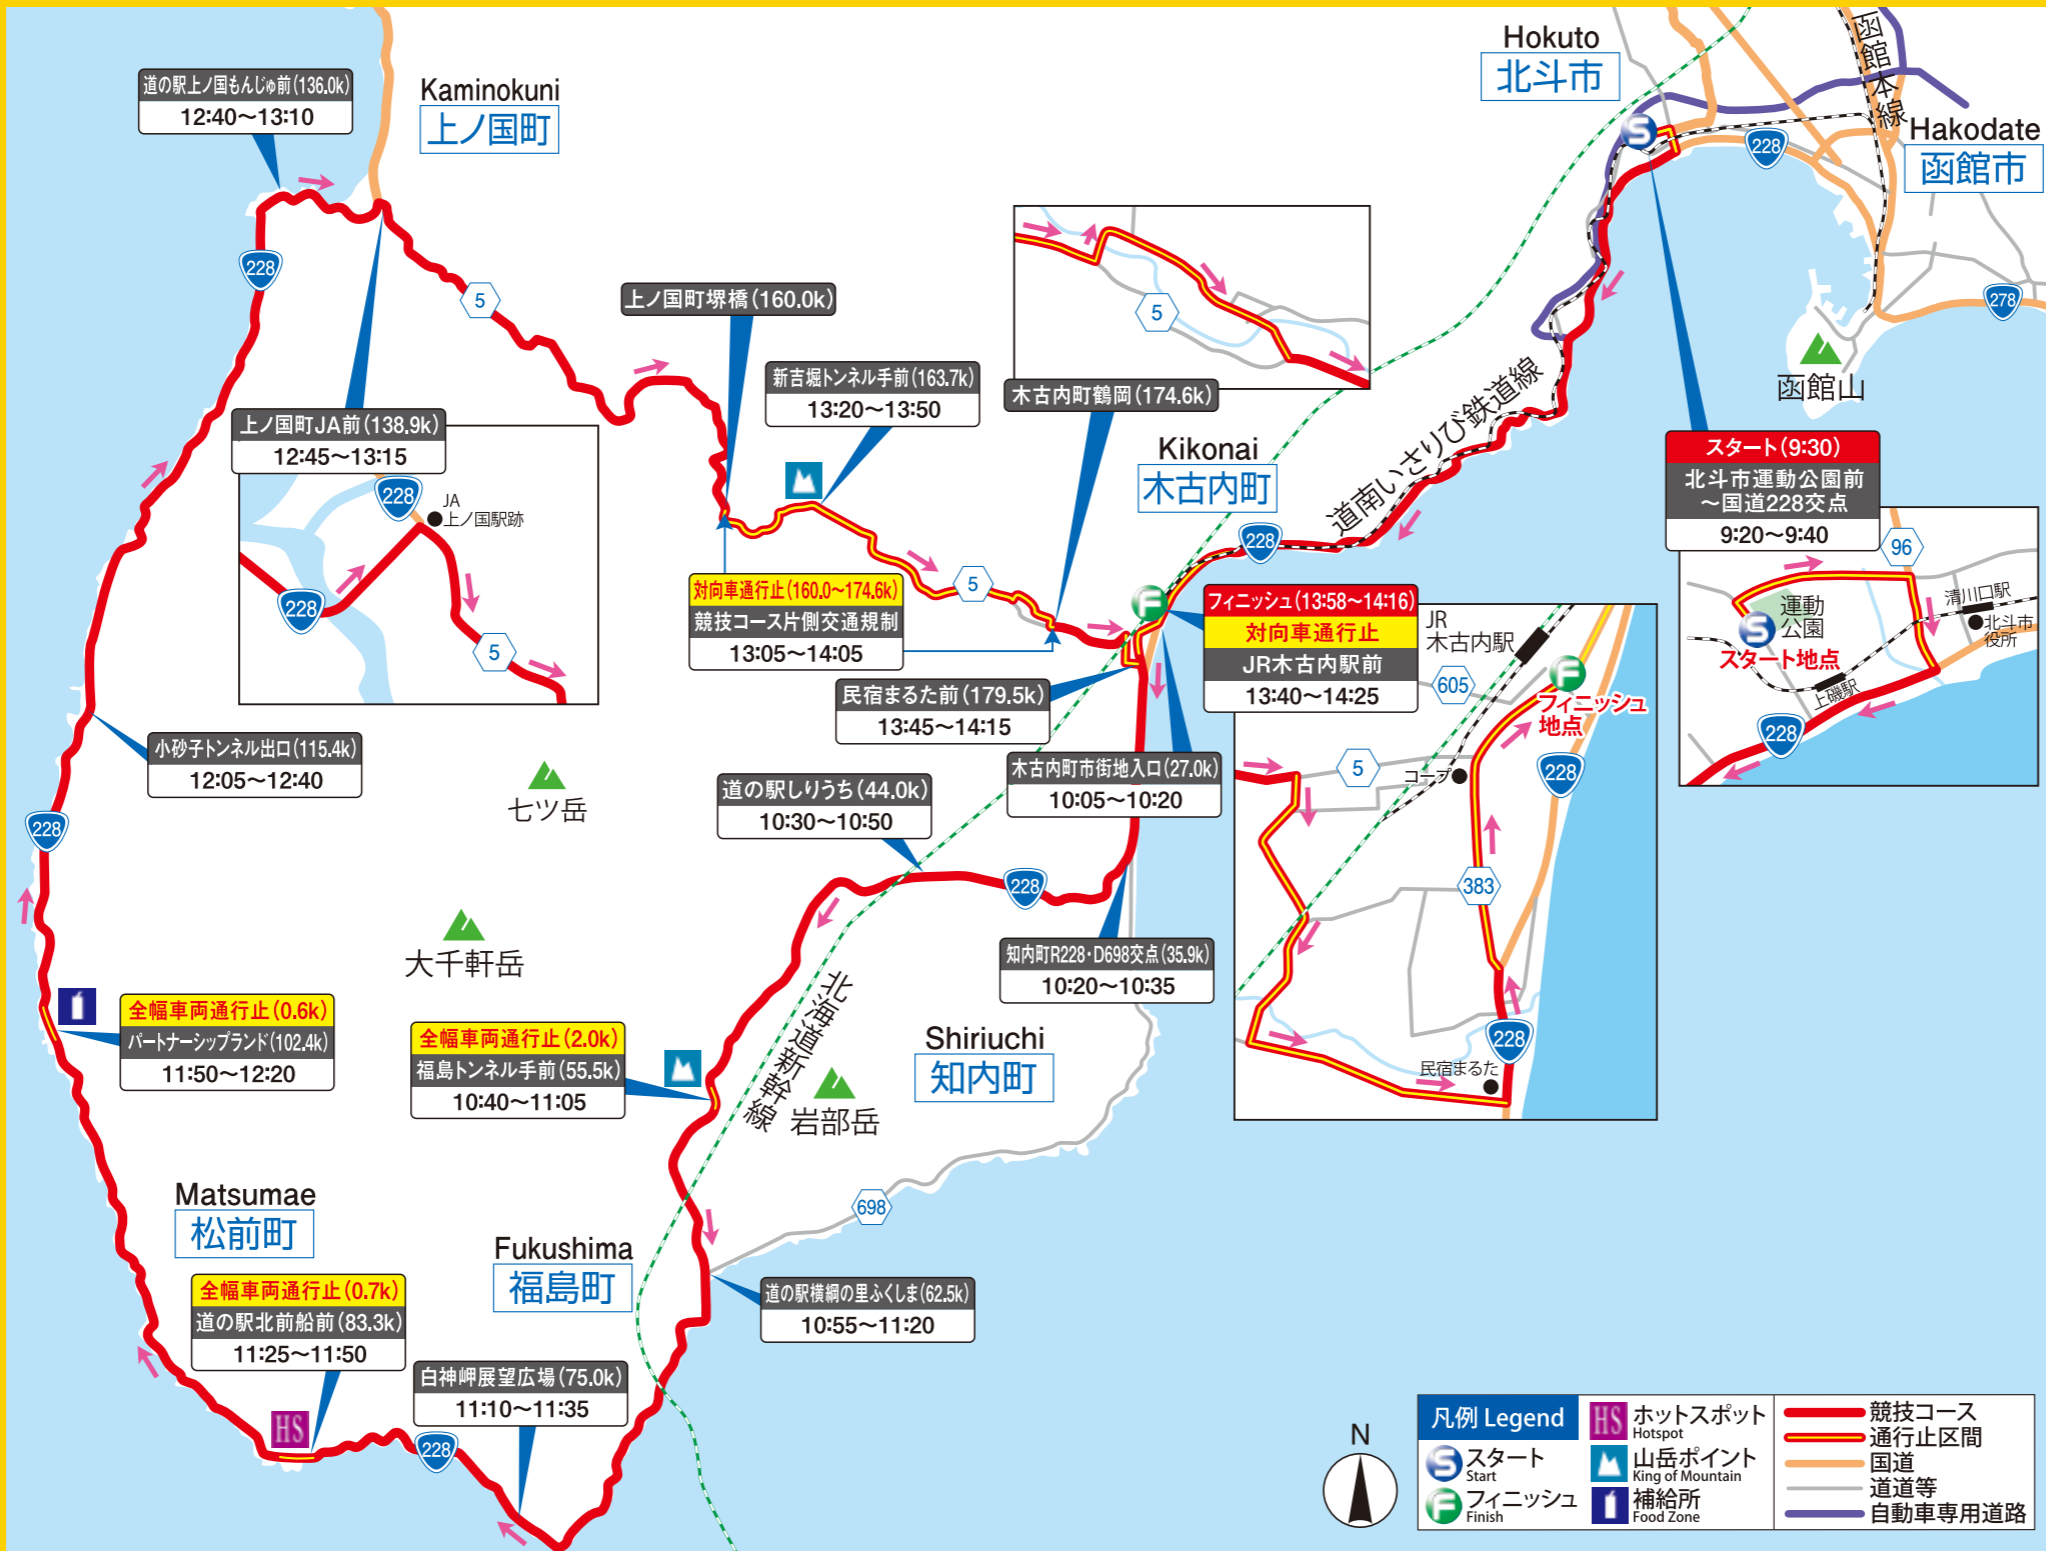 Hokuto
北斗市
函館本線
Hakodate
函館市
228
278
函館山
Kaminokuni
上ノ国町
道の駅上ノ国もんじゅ前(136.0k)
12:40～13:10
228
5
上ノ国町JA前(138.9k)
12:45～13:15
228
JA
上ノ国駅跡
228
5
上ノ国町堺橋(160.0k)
新吉堀トンネル手前(163.7k)
13:20～13:50
木古内町鶴岡(174.6k)
5
Kikonai
木古内町
道南いさりび鉄道線
228
スタート(9:30)
北斗市運動公園前
～国道228交点
9:20～9:40
96
清川口駅
運動
公園
北斗市
役所
S
スタート地点
上磯駅
228
対向車通行止(160.0～174.6k)
競技コース片側交通規制
13:05～14:05
5
F
フィニッシュ(13:58～14:16)
対向車通行止
JR木古内駅前
13:40～14:25
JR
木古内駅
605
F
フィニッシュ
地点
5
コープ
228
383
228
民宿まるた
民宿まるた前(179.5k)
13:45～14:15
木古内町市街地入口(27.0k)
10:05～10:20
小砂子トンネル出口(115.4k)
12:05～12:40
七ツ岳
道の駅しりうち(44.0k)
10:30～10:50
228
228
大千軒岳
知内町R228・D698交点(35.9k)
10:20～10:35
北海道新幹線
全幅車両通行止(0.6k)
パートナーシップランド(102.4k)
11:50～12:20
全幅車両通行止(2.0k)
福島トンネル手前(55.5k)
10:40～11:05
岩部岳
Shiriuchi
知内町
698
Matsumae
松前町
Fukushima
福島町
全幅車両通行止(0.7k)
道の駅北前船前(83.3k)
11:25～11:50
道の駅横綱の里ふくしま(62.5k)
10:55～11:20
白神岬展望広場(75.0k)
11:10～11:35
HS
228
N
凡例 Legend
S スタート
Start
F フィニッシュ
Finish
HS ホットスポット
Hotspot
山岳ポイント
King of Mountain
補給所
Food Zone
競技コース
通行止区間
国道
道道等
自動車専用道路
S